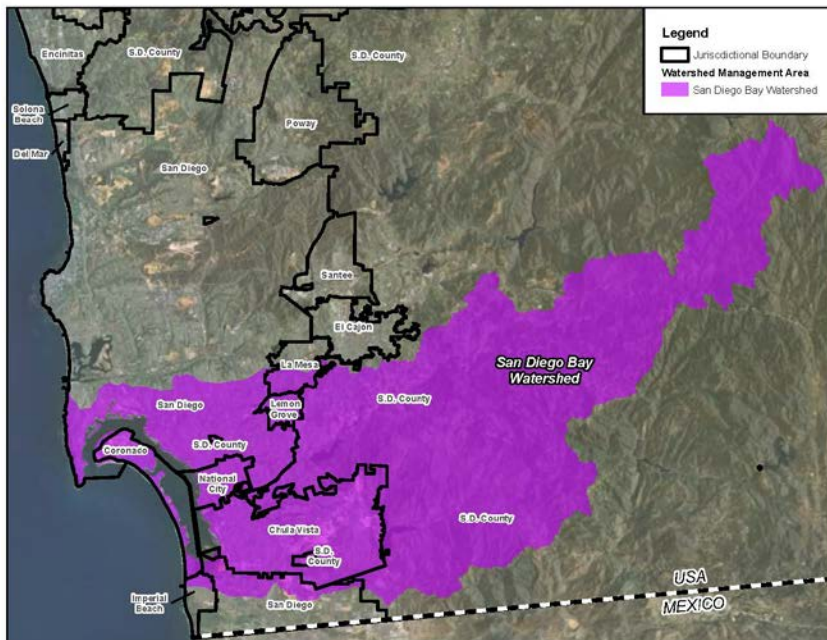 Legend
Jurisdictional Boundary
Watershed Management Area
San Diego Bay Watershed
Encinitas
S.D. County
S.D. County
Solona
Beach
Poway
Del Mar
San Diego
Santee
El Cajon
La Mesa
San Diego Bay
Watershed
San Diego
Lemon
Grove
S.D. County
Coronado
S.D. County
National
City
Chula Vista
S.D. County
S.D.
County
Imperial
Beach
San Diego
USA
MEXICO